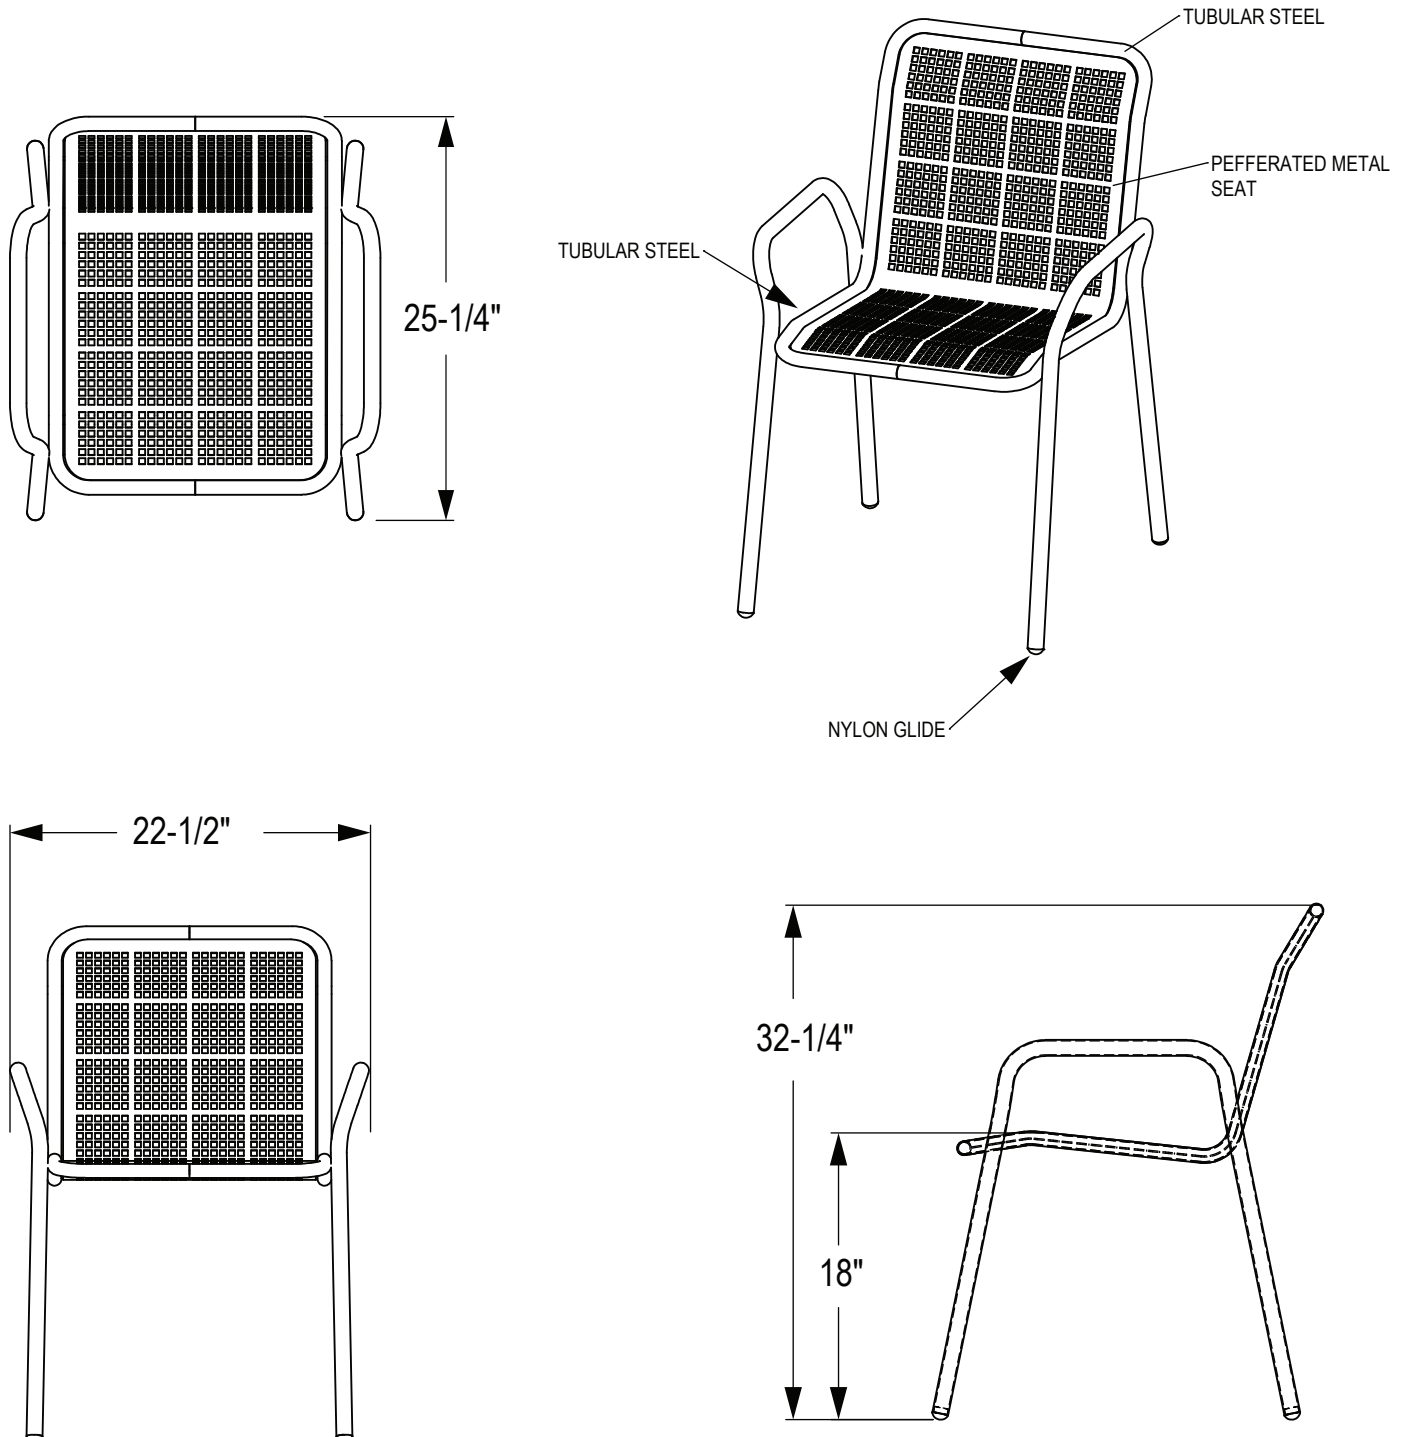 TUBULAR STEEL
PEFFERATED METAL
SEAT
TUBULAR STEEL
25-1/4"
NYLON GLIDE
22-1/2"
32-1/4"
18"